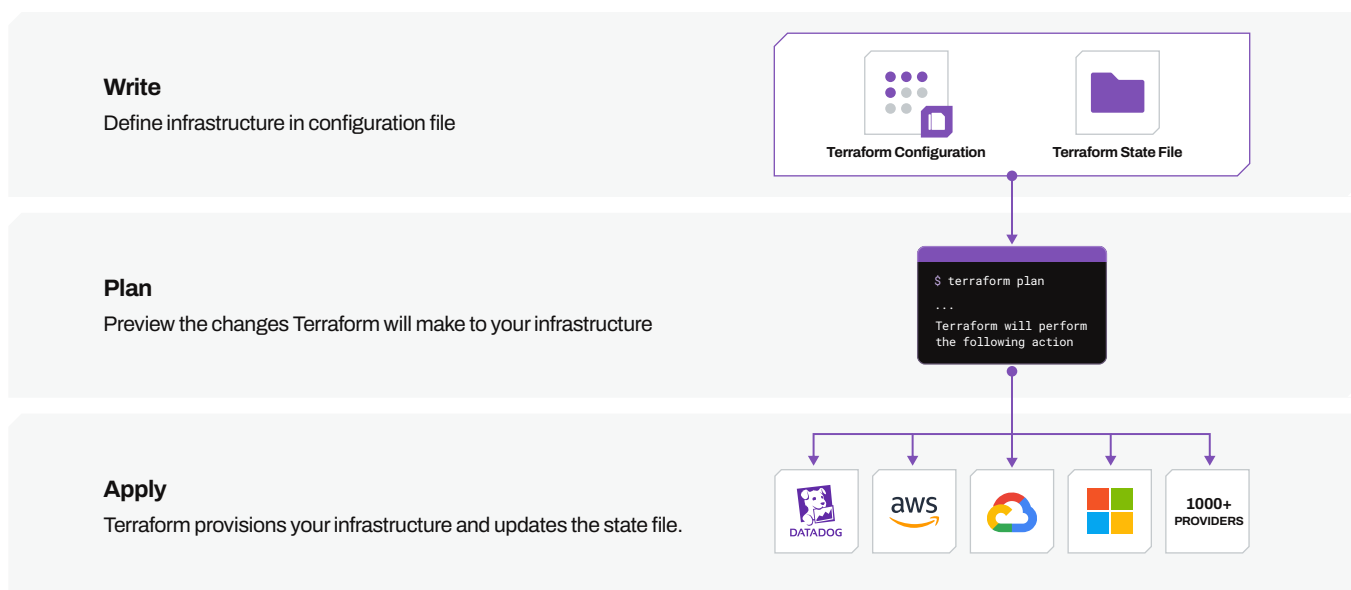 Write
Define infrastructure in configuration file
Terraform Configuration
Terraform State File
Plan
Preview the changes Terraform will make to your infrastructure
$ terraform plan
...
Terraform will perform
the following action
Apply
Terraform provisions your infrastructure and updates the state file.
DATADOG
aws
1000+
PROVIDERS